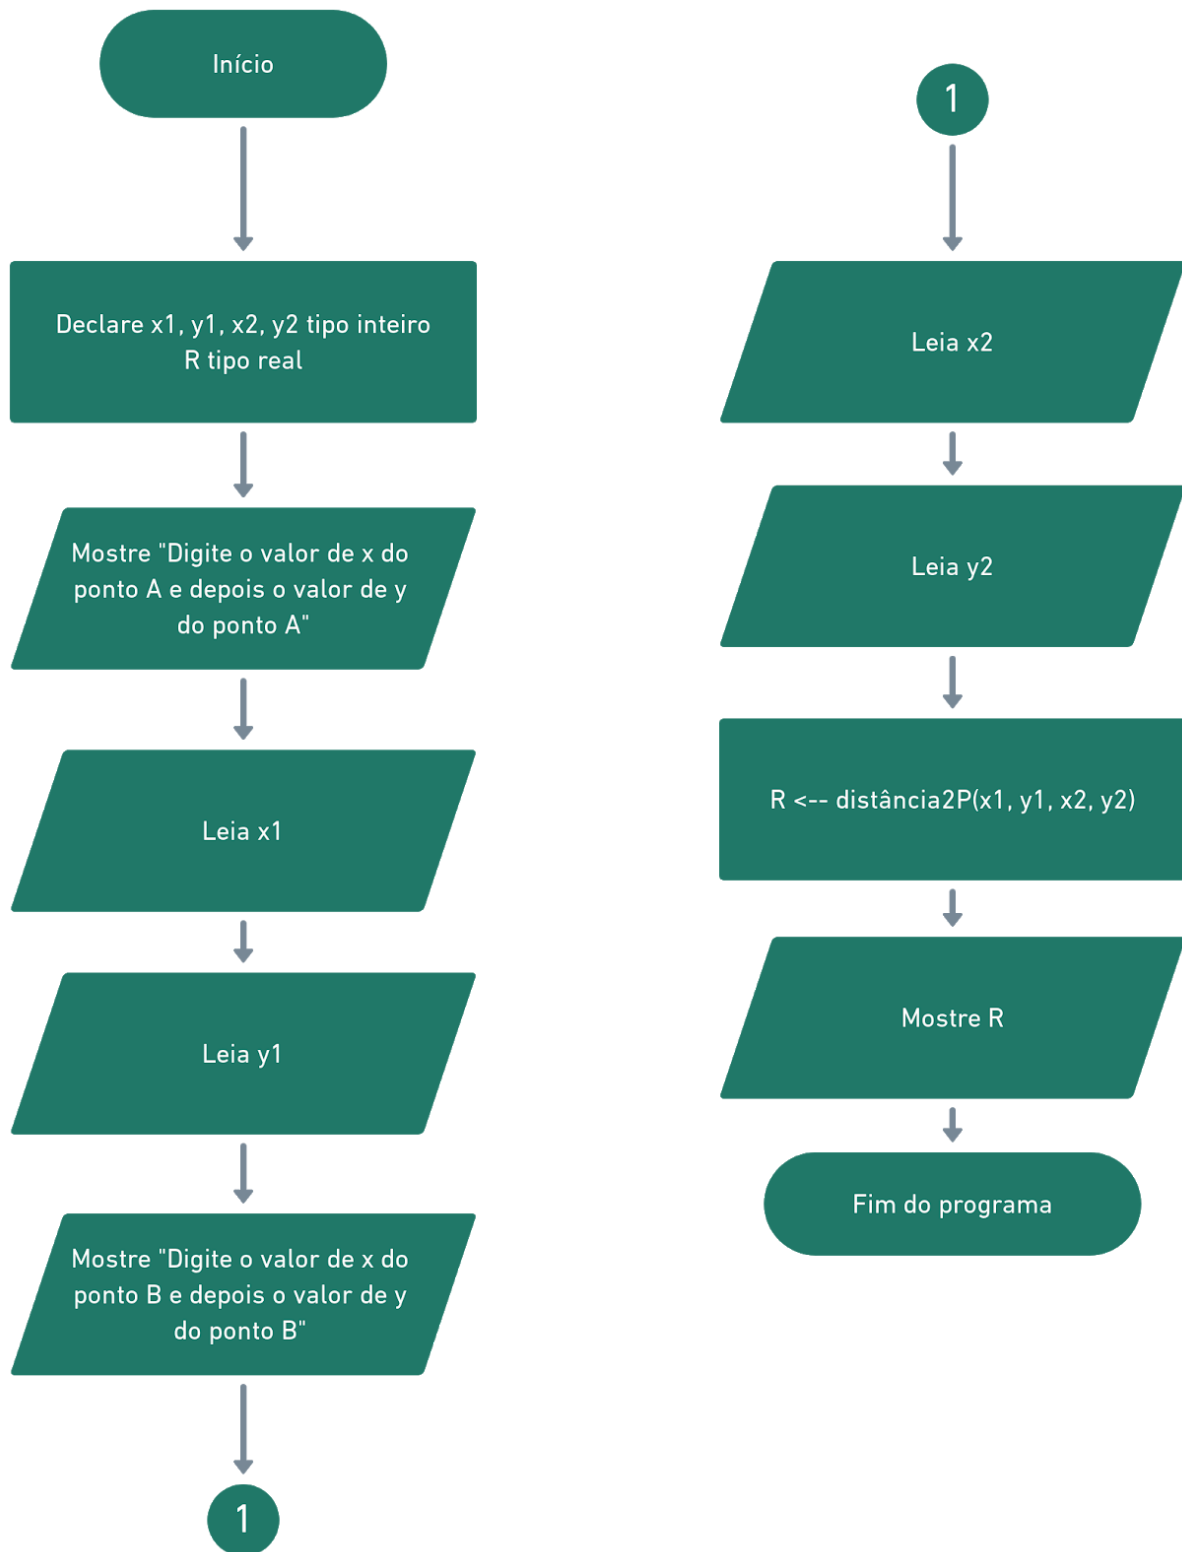 Início
Declare x1, y1, x2, y2 tipo inteiro
R tipo real
Mostre "Digite o valor de x do
ponto A e depois o valor de y
do ponto A"
Leia x1
Leia y1
Mostre "Digite o valor de x do
ponto B e depois o valor de y
do ponto B"
1
1
Leia x2
Leia y2
R <-- distância2P(x1, y1, x2, y2)
Mostre R
Fim do programa